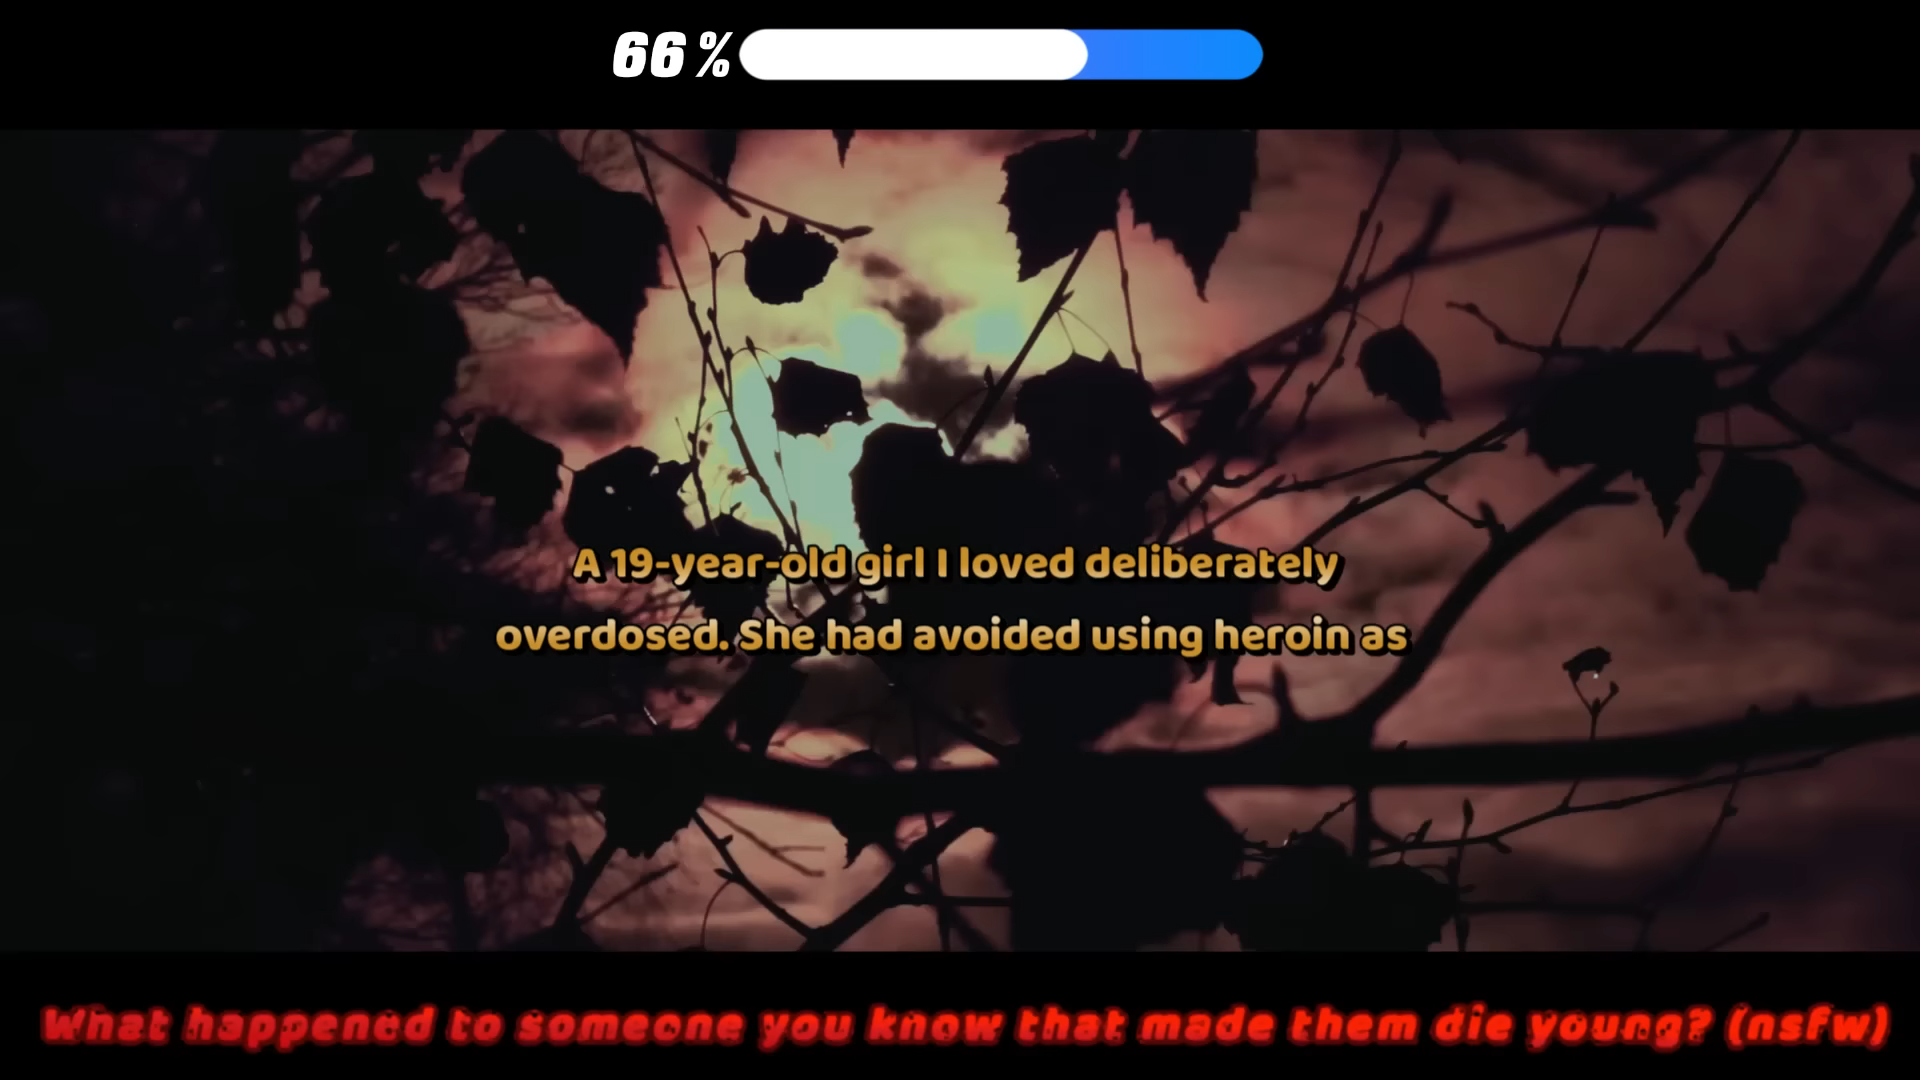 66%
A 19-year-old girl I loved deliberately
overdosed. She had avoided using heroin as
What happened to someone you know that made them die young? (nsfw)